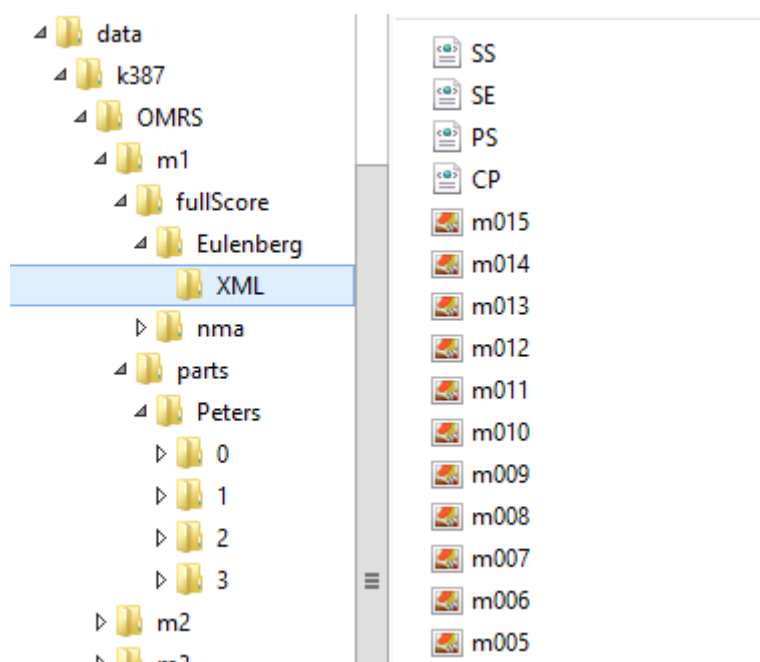 data
k387
OMRS
m1
fullScore
Eulenberg
XML
nma
parts
Peters
0
1
2
3
m2
SS
SE
PS
CP
m015
m014
m013
m012
m011
m010
m009
m008
m007
m006
m005